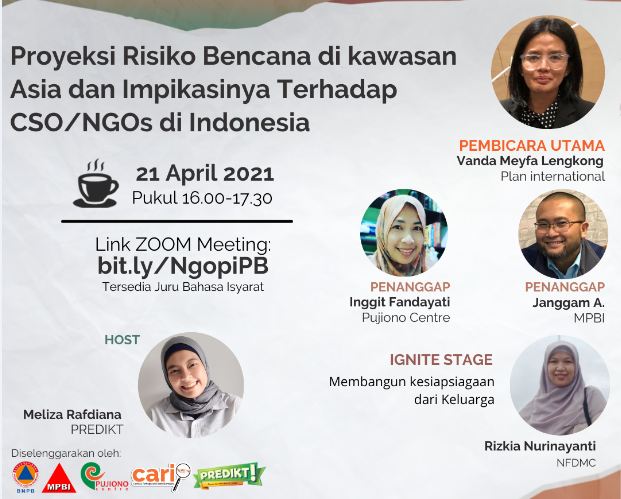 Proyeksi Risiko Bencana di kawasan
Asia dan Impikasinya Terhadap
CSO/NGOs di Indonesia
21 April 2021
Pukul 16.00-17.30
Link ZOOM Meeting:
bit.ly/NgopiPB
Tersedia Juru Bahasa Isyarat
PEMBICARA UTAMA
Vanda Meyfa Lengkong
Plan international
PENANGGAP
Inggit Fandayati
Pujiono Centre
PENANGGAP
Janggam A.
MPBI
HOST
Meliza Rafdiana
PREDIKT
IGNITE STAGE
Membangun kesiapsiagaan
dari Keluarga
Rizkia Nurinayanti
NFDMC
Diselenggarakan oleh:
BNPB
MPBI
PUJIONO
CENTRE
cari
PREDIKT!